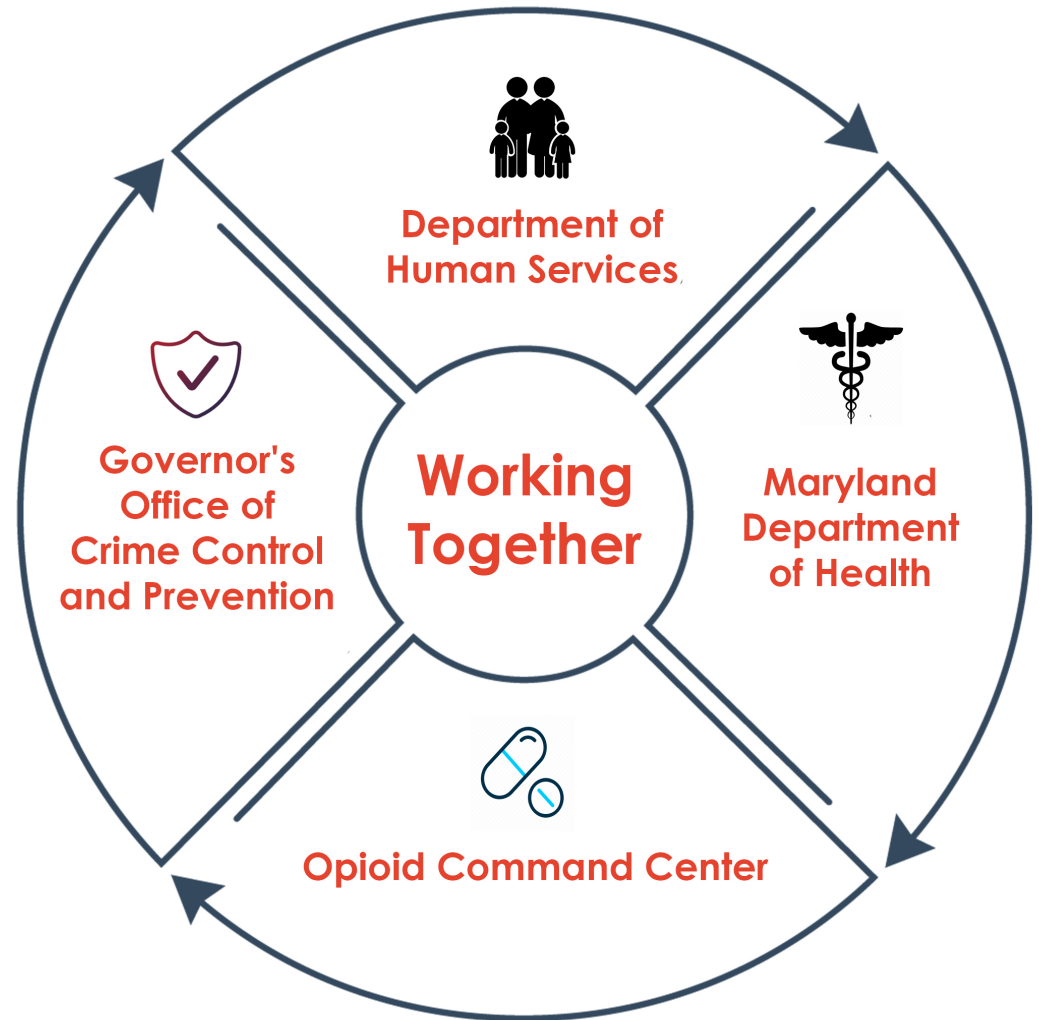 Department of
Human Services,
Governor's
Office of
Crime Control
and Prevention
Working
Together
Maryland
Department
of Health
Opioid Command Center